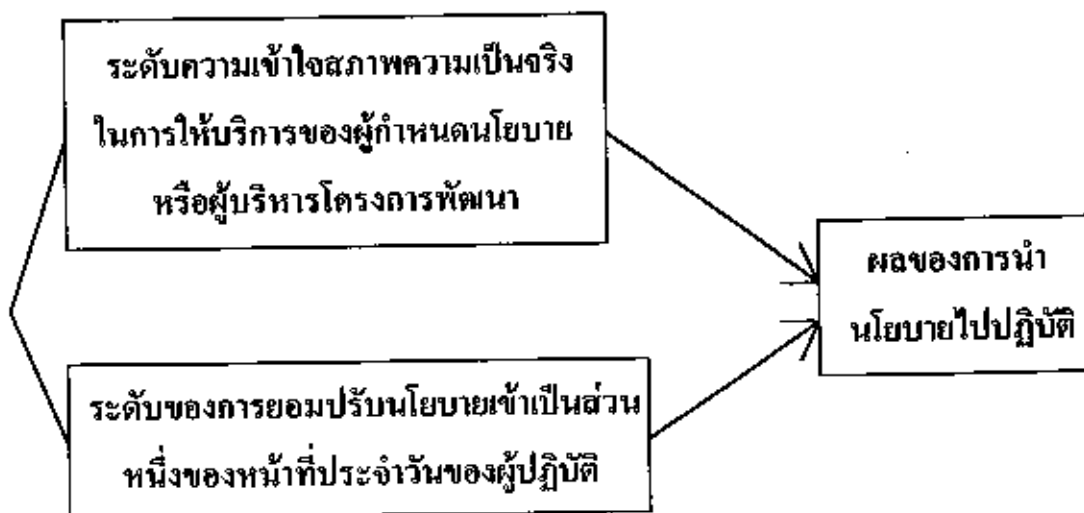 ระดับความเข้าใจสภาพความเป็นจริง
ในการให้บริการของผู้กำหนดนโยบาย
หรือผู้บริหารโครงการพัฒนา
ผลของการนำ
นโยบายไปปฏิบัติ
ระดับของการยอมปรับนโยบายเข้าเป็นส่วน
หนึ่งของหน้าที่ประจำวันของผู้ปฏิบัติ